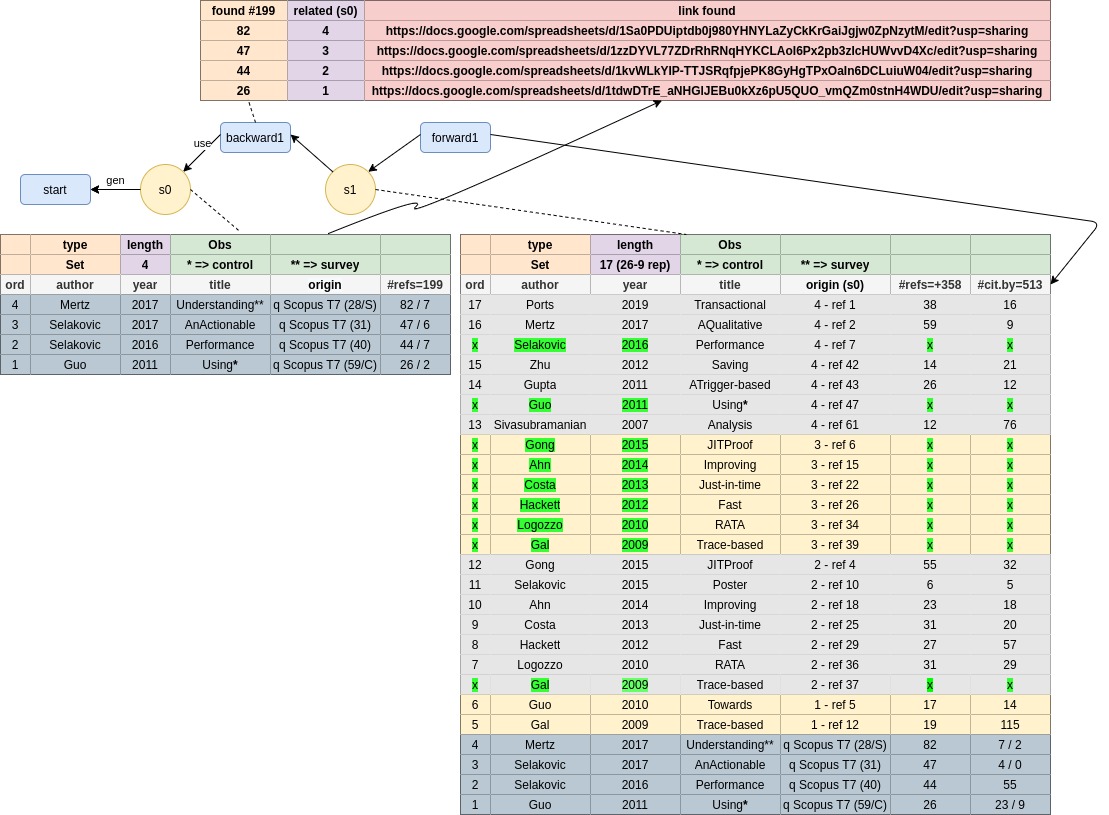 found #199 related (s0) link found
82 4 https://docs.google.com/spreadsheets/d/1Sa0PDUiptdb0j980YHNYLaZyCkKrGaiJgjw0ZpNzytM/edit?usp=sharing
47 3 https://docs.google.com/spreadsheets/d/1zzDYVL77ZDrRhRNqHYKCLAoI6Px2pb3zIcHUWvvD4Xc/edit?usp=sharing
44 2 https://docs.google.com/spreadsheets/d/1kvWLkYIP-TTJSRqfpjePK8GyHgTPxOaIn6DCLuiuW04/edit?usp=sharing
26 1 https://docs.google.com/spreadsheets/d/1tdwDTrE_aNHGIJEBu0kXz6pU5QUO_vmQZm0stnH4WDU/edit?usp=sharing
backward1 forward1
use
gen
start s0 s1
type length Obs
Set 4 * => control ** => survey
ord author year title origin #refs=199
4 Mertz 2017 Understanding** q Scopus T7 (28/S) 82 / 7
3 Selakovic 2017 AnActionable q Scopus T7 (31) 47 / 6
2 Selakovic 2016 Performance q Scopus T7 (40) 44 / 7
1 Guo 2011 Using* q Scopus T7 (59/C) 26 / 2
type length Obs
Set 17 (26-9 rep) * => control ** => survey
ord author year title origin (s0) #refs=+358 #cit.by=513
17 Ports 2019 Transactional 4 - ref 1 38 16
16 Mertz 2017 AQualitative 4 - ref 2 59 9
x Selakovic 2016 Performance 4 - ref 7 x x
15 Zhu 2012 Saving 4 - ref 42 14 21
14 Gupta 2011 ATrigger-based 4 - ref 43 26 12
x Guo 2011 Using* 4 - ref 47 x x
13 Sivasubramanian 2007 Analysis 4 - ref 61 12 76
x Gong 2015 JITProof 3 - ref 6 x x
x Ahn 2014 Improving 3 - ref 15 x x
x Costa 2013 Just-in-time 3 - ref 22 x x
x Hackett 2012 Fast 3 - ref 26 x x
x Logozzo 2010 RATA 3 - ref 34 x x
x Gal 2009 Trace-based 3 - ref 39 x x
12 Gong 2015 JITProof 2 - ref 4 55 32
11 Selakovic 2015 Poster 2 - ref 10 6 5
10 Ahn 2014 Improving 2 - ref 18 23 18
9 Costa 2013 Just-in-time 2 - ref 25 31 20
8 Hackett 2012 Fast 2 - ref 29 27 57
7 Logozzo 2010 RATA 2 - ref 36 31 29
x Gal 2009 Trace-based 2 - ref 37 x x
6 Guo 2010 Towards 1 - ref 5 17 14
5 Gal 2009 Trace-based 1 - ref 12 19 115
4 Mertz 2017 Understanding** q Scopus T7 (28/S) 82 7 / 2
3 Selakovic 2017 AnActionable q Scopus T7 (31) 47 4 / 0
2 Selakovic 2016 Performance q Scopus T7 (40) 44 55
1 Guo 2011 Using* q Scopus T7 (59/C) 26 23 / 9